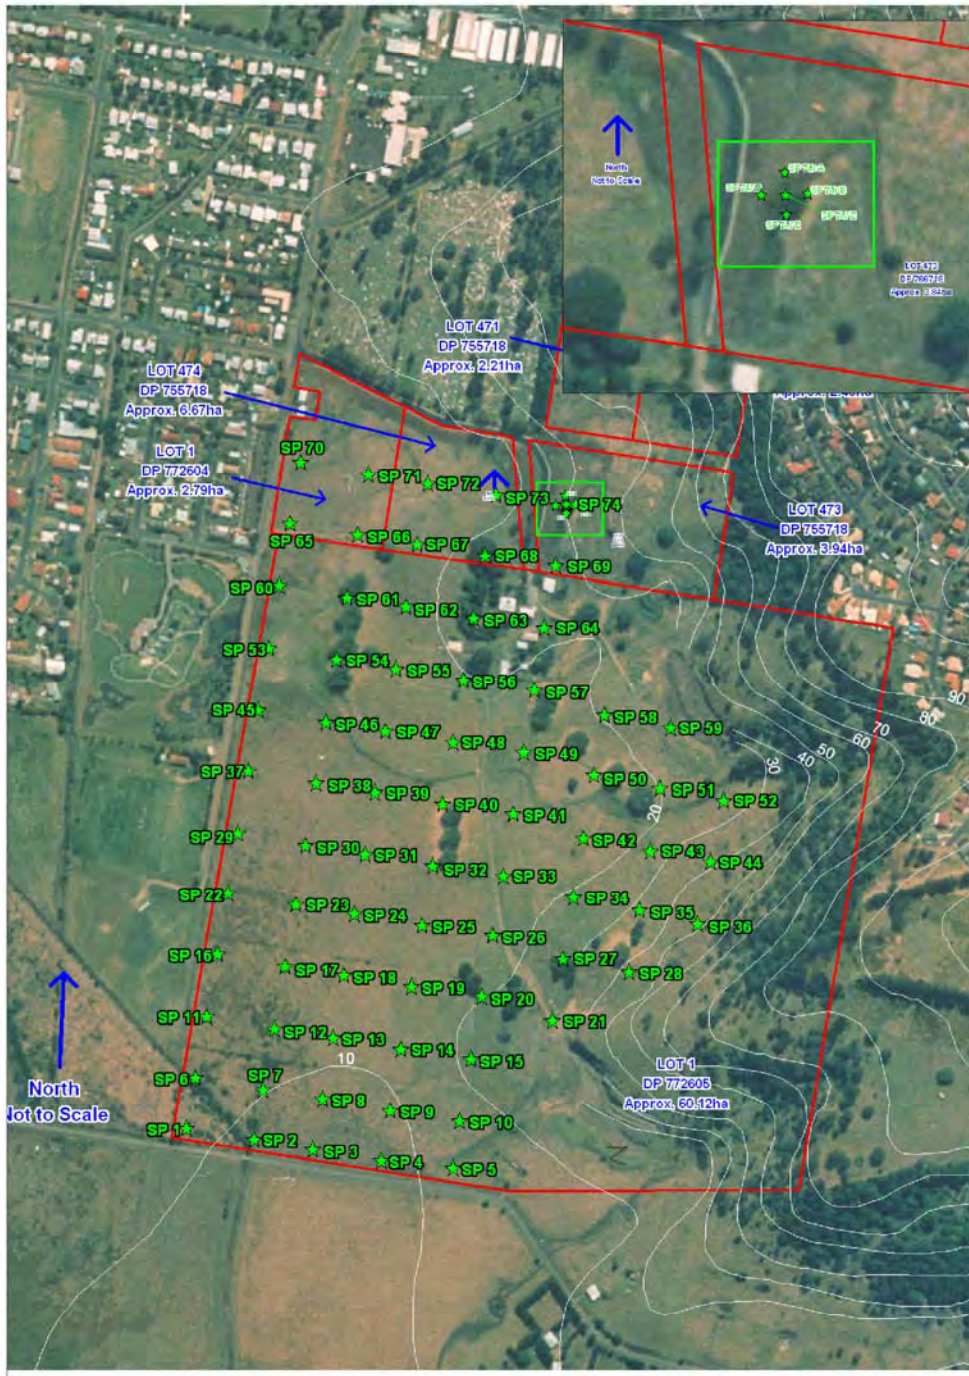 North
Not to Scale
LOT 471
DP 755718
Approx. 2.21ha
LOT 474
DP 755718
Approx. 6.67ha
LOT 1
DP 772604
Approx. 2.79ha
SP 70
SP 71
SP 72
SP 73
SP 74
LOT 473
DP 755718
Approx. 3.94ha
SP 65
SP 66
SP 67
SP 68
SP 69
SP 60
SP 61
SP 62
SP 63
SP 64
SP 53
SP 54
SP 55
SP 56
SP 57
SP 58
SP 59
90
80
70
60
50
40
30
20
SP 45
SP 46
SP 47
SP 48
SP 49
SP 50
SP 51
SP 52
SP 37
SP 38
SP 39
SP 40
SP 41
SP 42
SP 43
SP 44
SP 29
SP 30
SP 31
SP 32
SP 33
SP 34
SP 35
SP 36
SP 22
SP 23
SP 24
SP 25
SP 26
SP 27
SP 28
SP 16
SP 17
SP 18
SP 19
SP 20
SP 21
SP 11
SP 12
SP 13
SP 14
SP 15
10
LOT 1
DP 772605
Approx. 60.12ha
North
Not to Scale
SP 6
SP 7
SP 8
SP 9
SP 10
SP 1
SP 2
SP 3
SP 4
SP 5